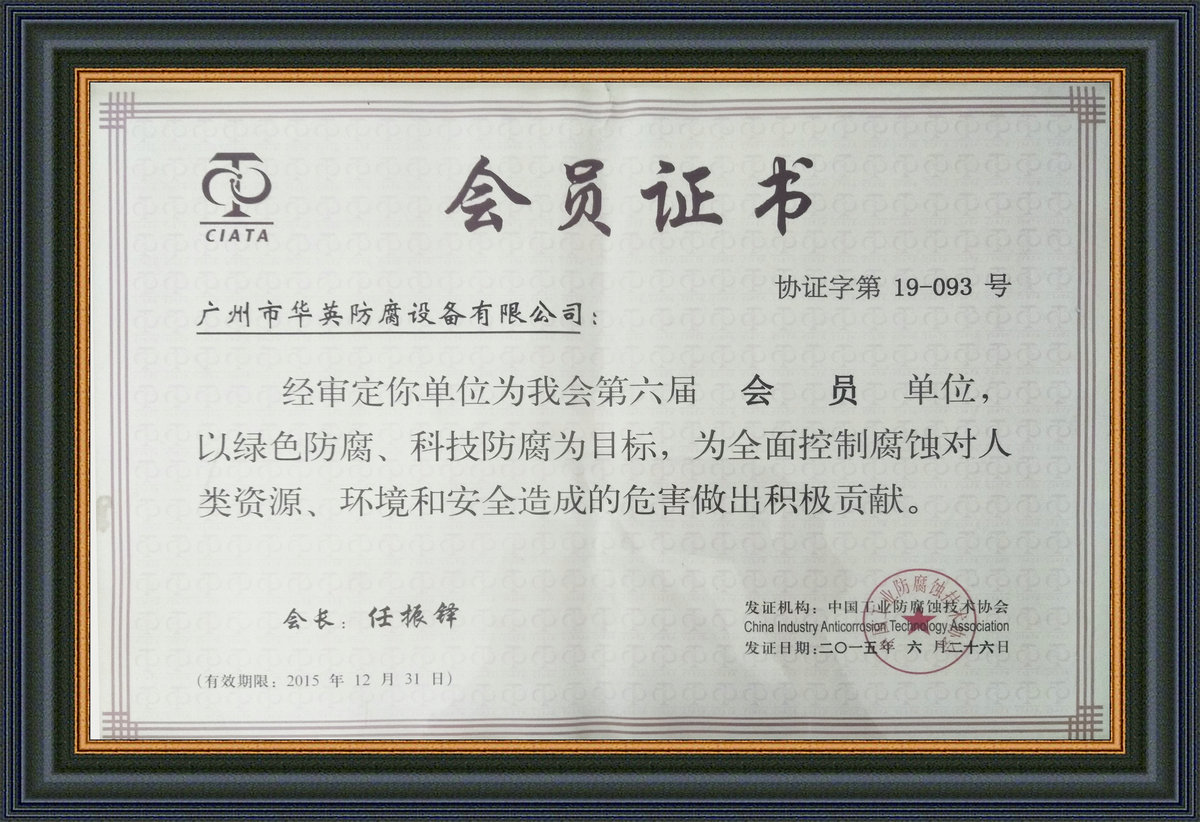 CIATA
会员证书
协证字第 19-093 号
广州市华英防腐设备有限公司：
经审定你单位为我会第六届 会 员 单位，
以绿色防腐、科技防腐为目标，为全面控制腐蚀对人
类资源、环境和安全造成的危害做出积极贡献。
会长：任振铎
发证机构：中国工业防腐蚀技术协会
China Industry Anticorrosion Technology Association
发证日期：二〇一五年 六 月二十六日
（有效期限：2015 年 12 月 31 日）